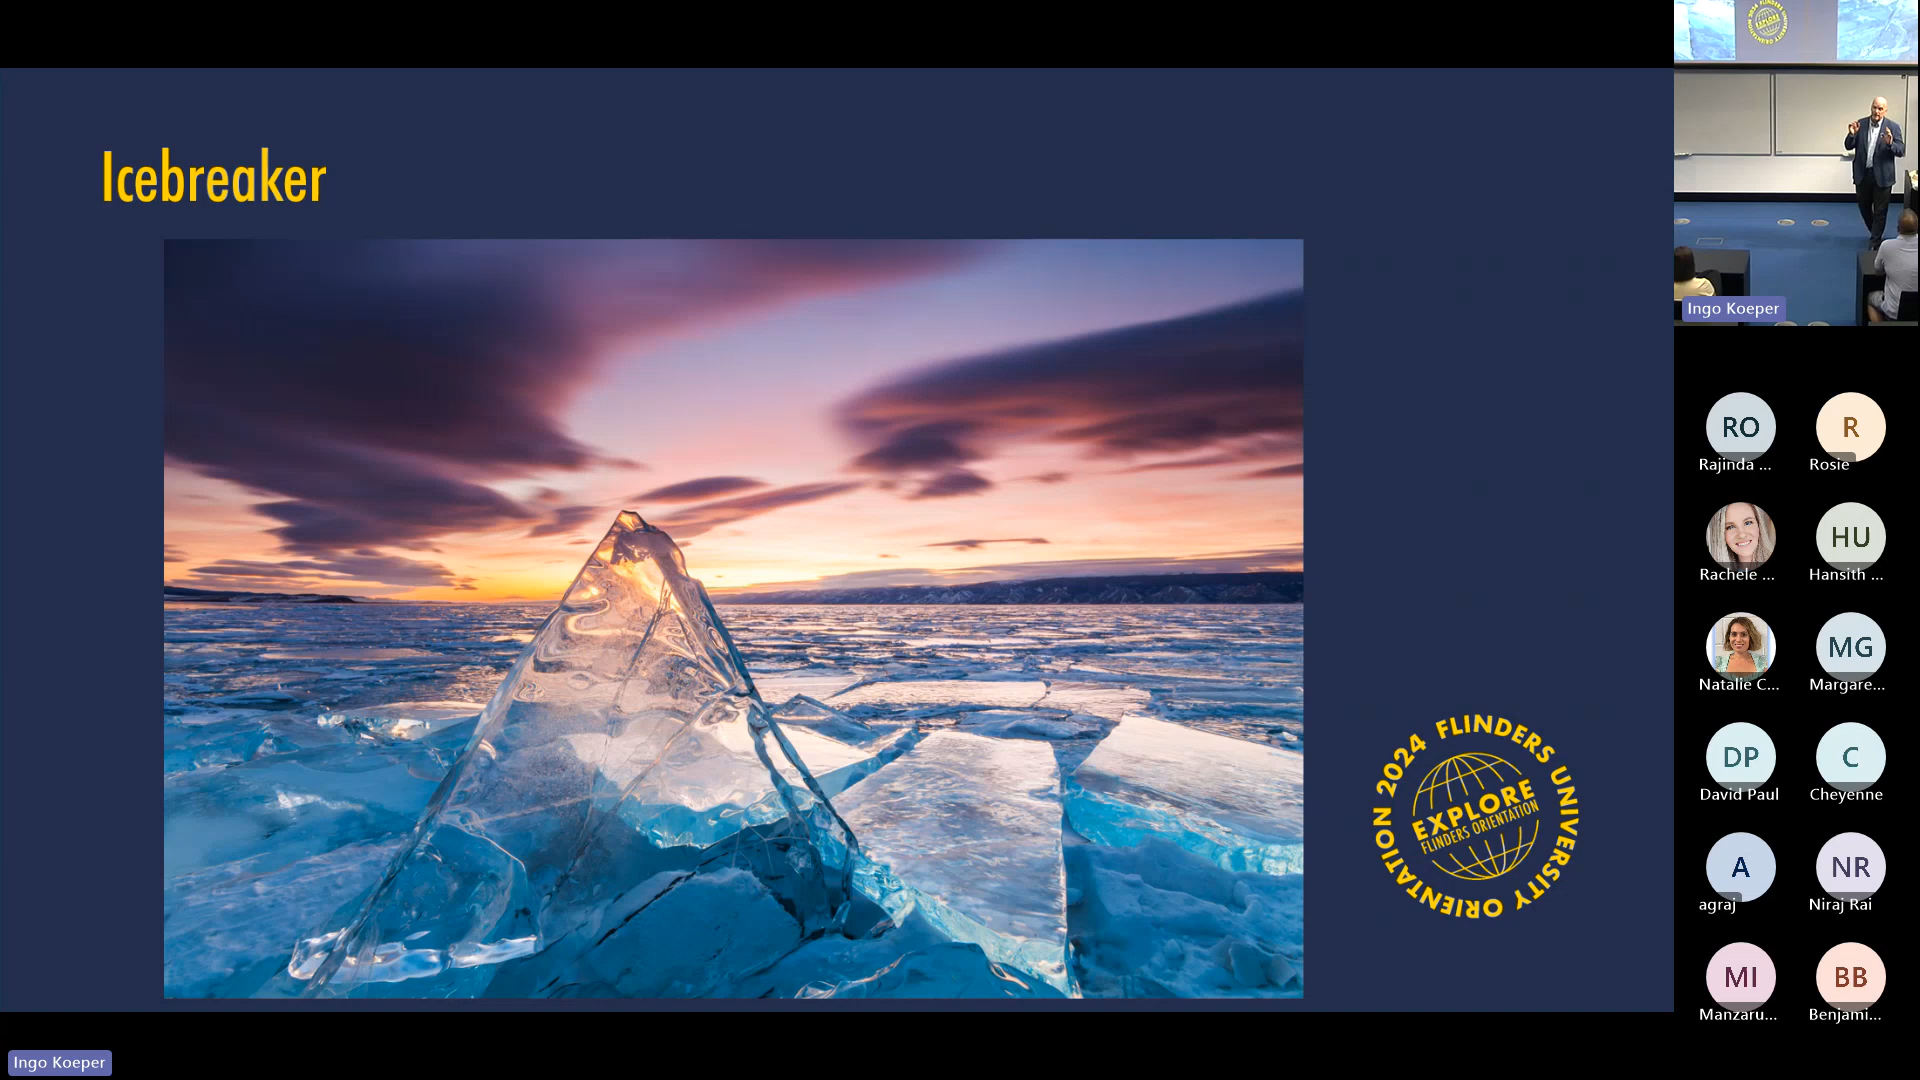 Icebreaker
ORIENTATION 2024 FLINDERS UNIVERSITY
EXPLORE
FLINDERS ORIENTATION
EXPLORE
Ingo Koeper
RO
Rajinda ...
R
Rosie
Rachele ...
HU
Hansith ...
Natalie C...
MG
Margare...
DP
David Paul
C
Cheyenne
A
agraj
NR
Niraj Rai
MI
Manzaru...
BB
Benjami...
Ingo Koeper